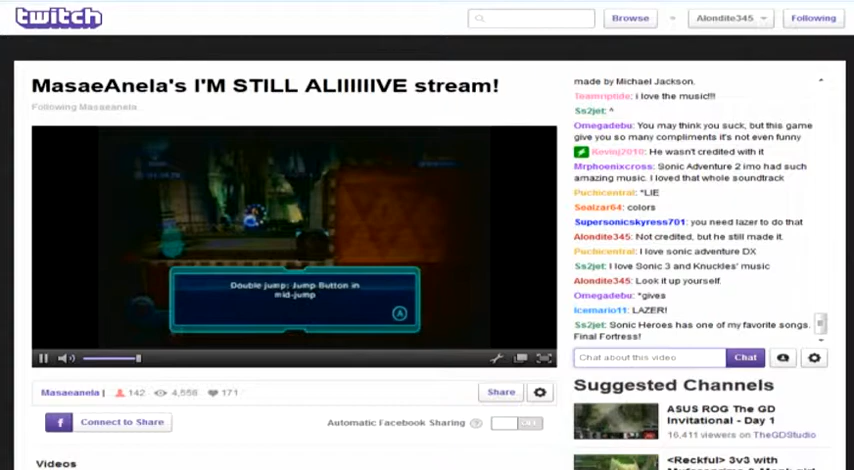 twitch
Browse
Alondite345
Following
MasaeAnela's I'M STILL ALIIIIIIVE stream!
Following Masaeanela
Double jump: Jump Button in
mid-jump
A
Masaeanela | 142 4,556 171
Share
f Connect to Share
Automatic Facebook Sharing ? OFF
Videos
made by Michael Jackson.
Teamriptide: i love the music!!!
Ss2jet: ^
Omegadebu: You may think you suck, but this game
give you so many compliments it's not even funny
Kevinj2010: He wasn't credited with it
Mrphoenixcross: Sonic Adventure 2 imo had such
amazing music. I loved that whole soundtrack
Puchicentral: *LIE
Sealzar64: colors
Supersonicskyress701: you need lazer to do that
Alondite345: Not credited, but he still made it.
Puchicentral: I love sonic adventure DX
Ss2jet: I love Sonic 3 and Knuckles' music
Alondite345: Look it up yourself.
Omegadebu: *gives
Icemario11: LAZER!
Ss2jet: Sonic Heroes has one of my favorite songs.
Final Fortress!
Chat about this video
Chat
Suggested Channels
ASUS ROG The GD
Invitational - Day 1
16,411 viewers on TheGDStudio
<Reckful> 3v3 with